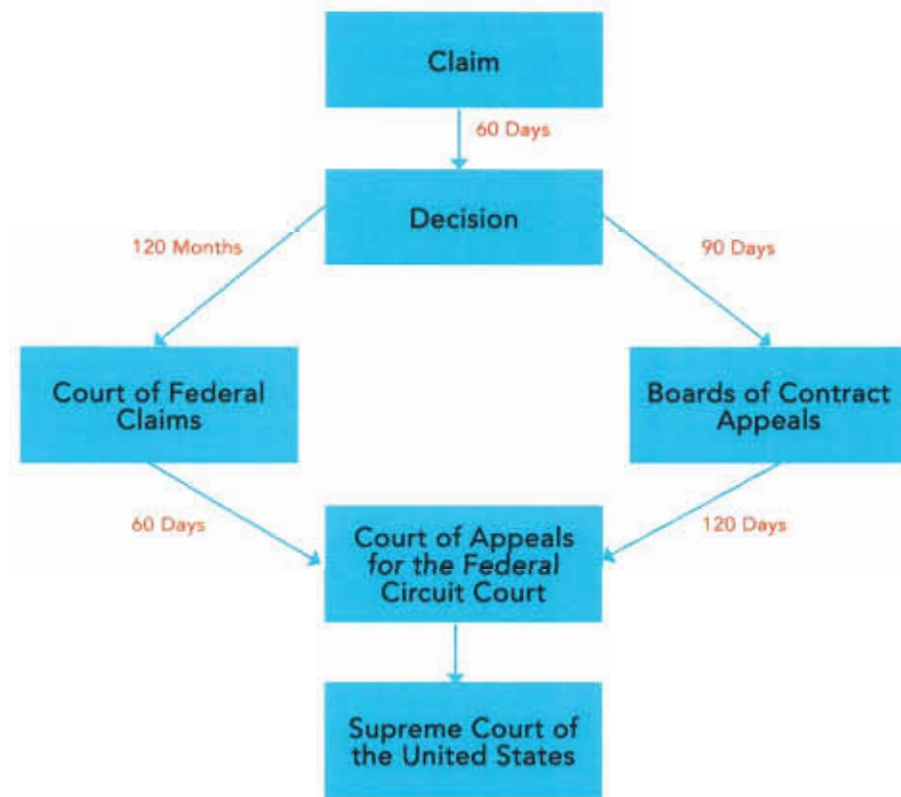 Claim
60 Days
Decision
120 Months
90 Days
Court of Federal
Claims
Boards of Contract
Appeals
60 Days
120 Days
Court of Appeals
for the Federal
Circuit Court
Supreme Court of
the United States